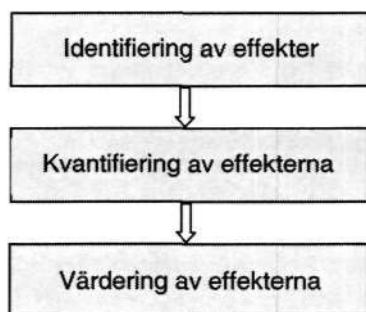 Identifiering av effekter
Kvantifiering av effekterna
Värdering av effekterna